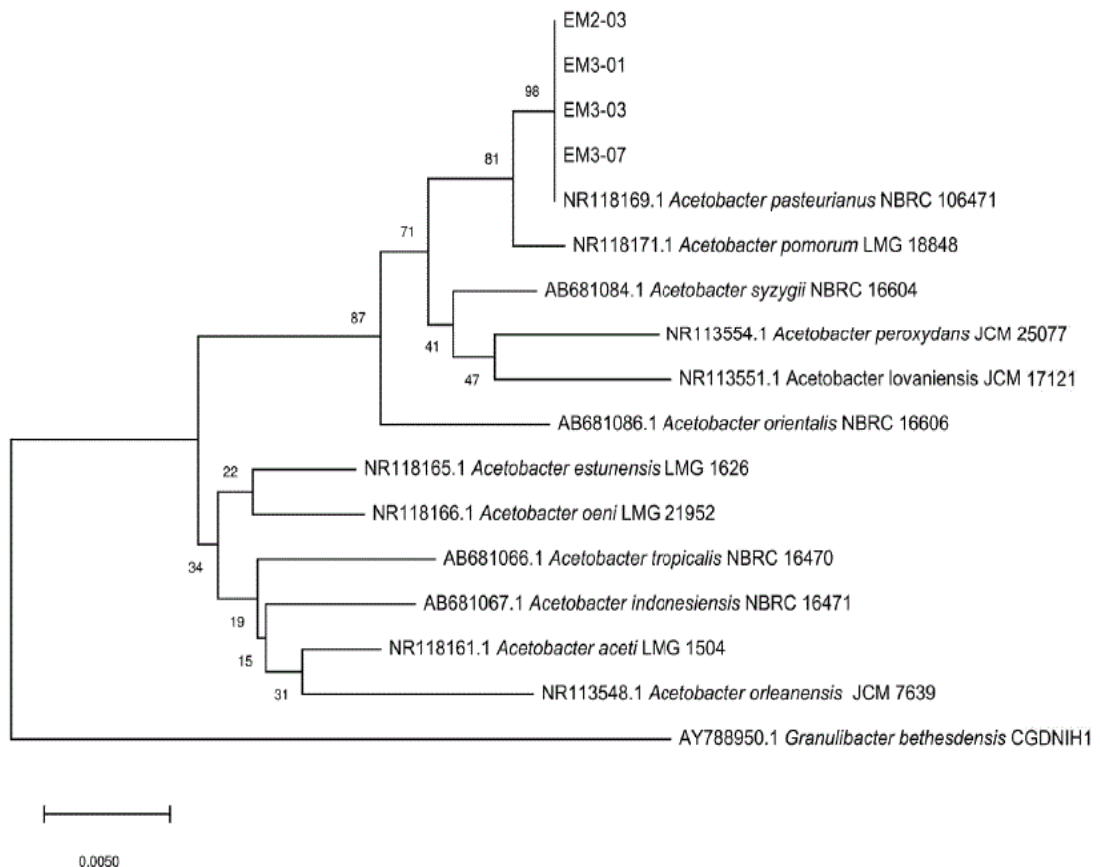 EM2-03
EM3-01
98
EM3-03
EM3-07
81
NR118169.1 Acetobacter pasteurianus NBRC 106471
71
NR118171.1 Acetobacter pomorum LMG 18848
AB681084.1 Acetobacter syzygii NBRC 16604
87
NR113554.1 Acetobacter peroxydans JCM 25077
41
47
NR113551.1 Acetobacter lovaniensis JCM 17121
AB681086.1 Acetobacter orientalis NBRC 16606
22
NR118165.1 Acetobacter estunensis LMG 1626
NR118166.1 Acetobacter oeni LMG 21952
34
AB681066.1 Acetobacter tropicalis NBRC 16470
AB681067.1 Acetobacter indonesiensis NBRC 16471
19
NR118161.1 Acetobacter aceti LMG 1504
15
31
NR113548.1 Acetobacter orleanensis JCM 7639
AY788950.1 Granulibacter bethesdensis CGDNIH1
0.0050